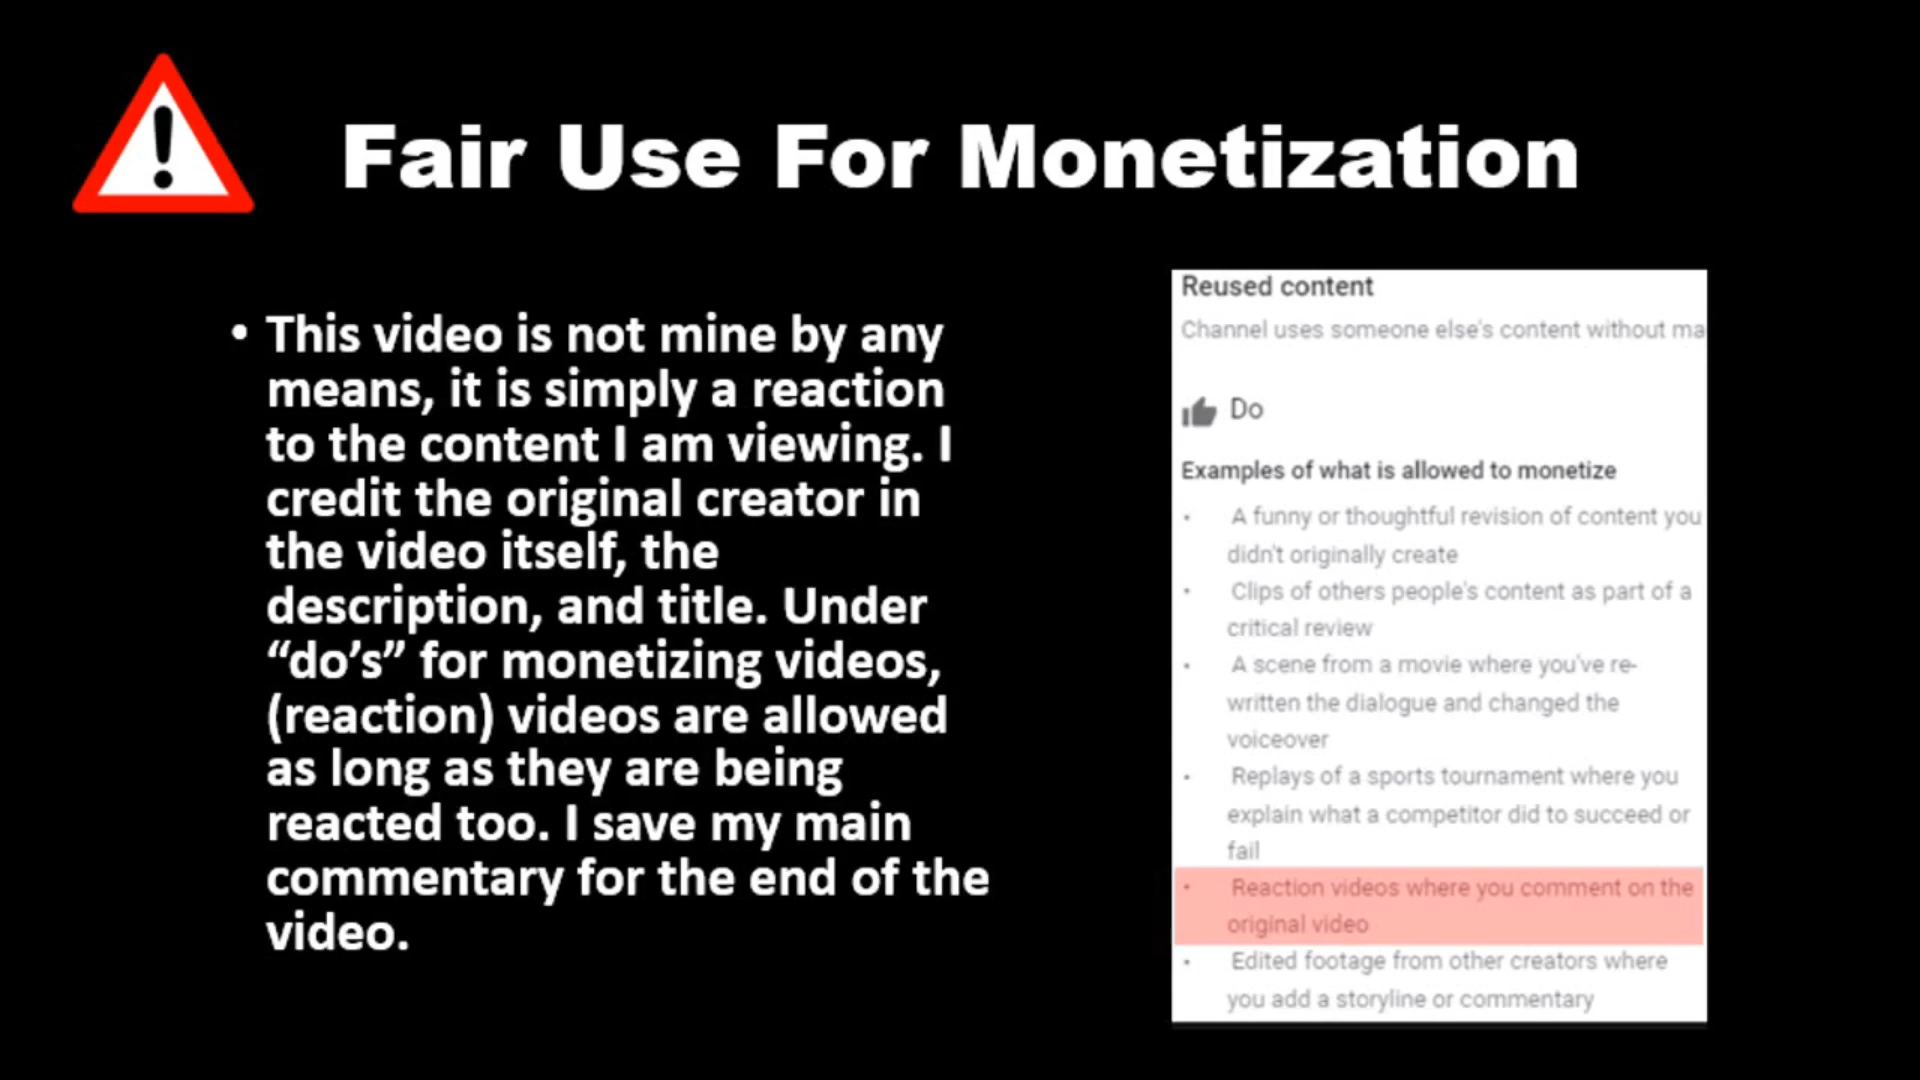 Fair Use For Monetization
• This video is not mine by any
means, it is simply a reaction
to the content I am viewing. I
credit the original creator in
the video itself, the
description, and title. Under
“do’s” for monetizing videos,
(reaction) videos are allowed
as long as they are being
reacted too. I save my main
commentary for the end of the
video.
Reused content
Channel uses someone else's content without ma
Do
Examples of what is allowed to monetize
• A funny or thoughtful revision of content you
didn't originally create
• Clips of others people's content as part of a
critical review
• A scene from a movie where you've re-
written the dialogue and changed the
voiceover
• Replays of a sports tournament where you
explain what a competitor did to succeed or
fail
• Reaction videos where you comment on the
original video
• Edited footage from other creators where
you add a storyline or commentary